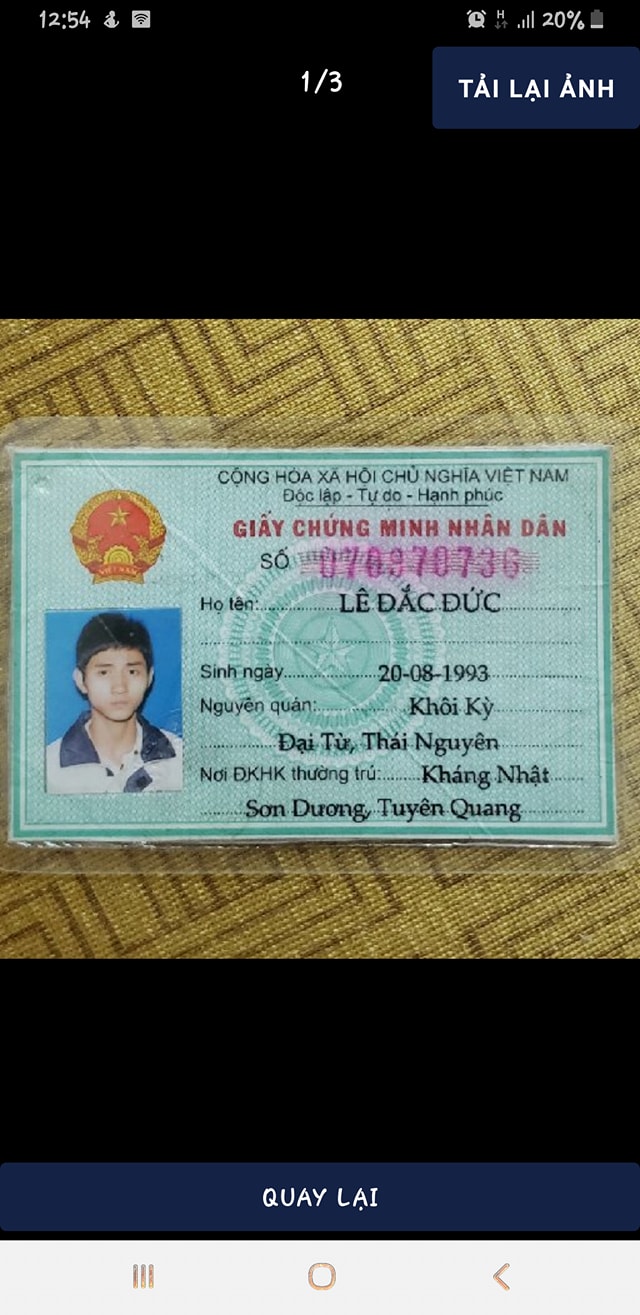 12:54
H
20%
1/3
TẢI LẠI ẢNH
CỘNG HÒA XÃ HỘI CHỦ NGHĨA VIỆT NAM
Độc lập - Tự do - Hạnh phúc
GIẤY CHỨNG MINH NHÂN DÂN
SỐ 070970736
Họ tên: LÊ ĐẮC ĐỨC
Sinh ngày 20-08-1993
Nguyên quán: Khôi Kỳ
Đại Từ, Thái Nguyên
Nơi ĐKHK thường trú: Kháng Nhật
Sơn Dương, Tuyên Quang
VIỆT NAM
QUAY LẠI